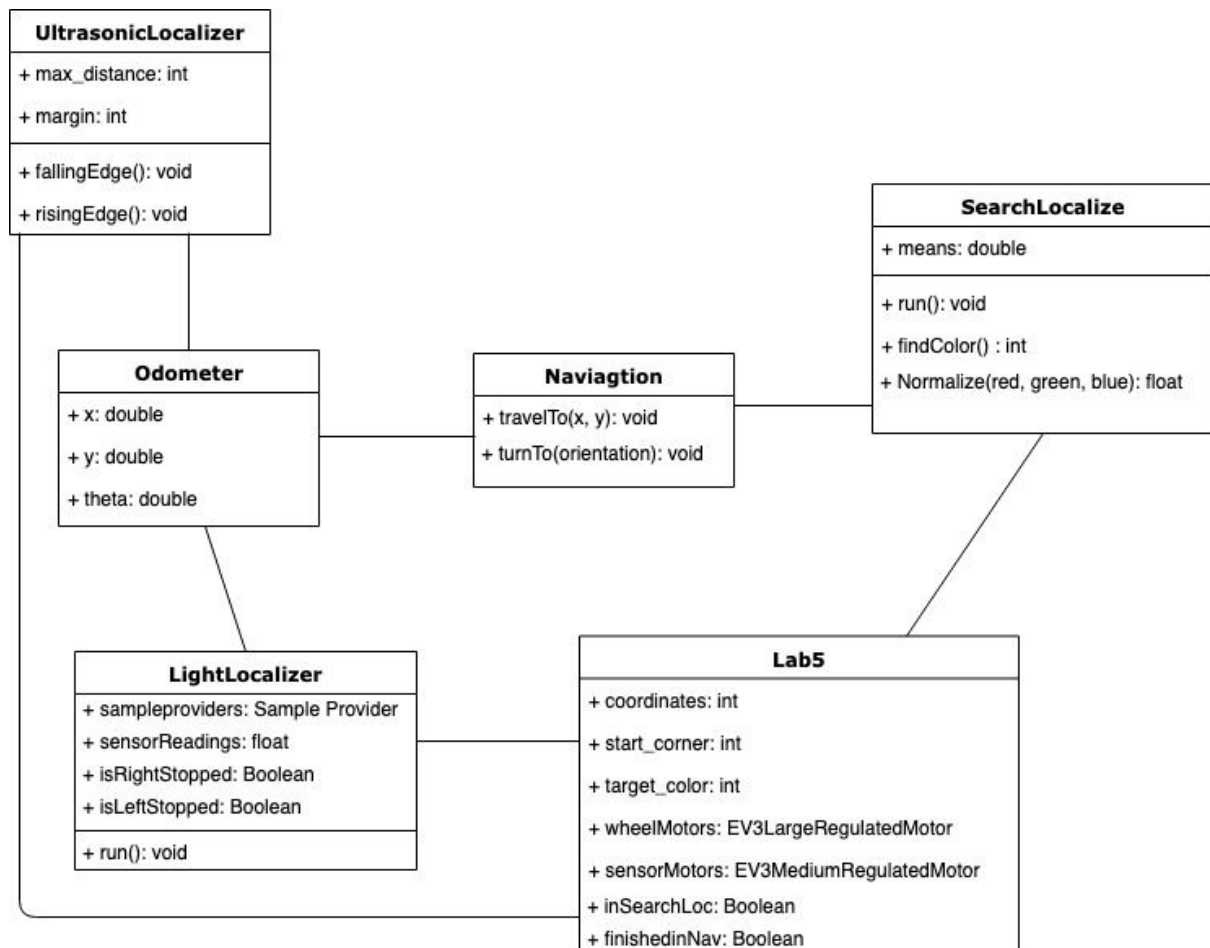 UltrasonicLocalizer
+ max_distance: int
+ margin: int
+ fallingEdge(): void
+ risingEdge(): void
SearchLocalize
+ means: double
+ run(): void
+ findColor() : int
+ Normalize(red, green, blue): float
Odometer
+ x: double
+ y: double
+ theta: double
Naviagtion
+ travelTo(x, y): void
+ turnTo(orientation): void
LightLocalizer
+ sampleproviders: Sample Provider
+ sensorReadings: float
+ isRightStopped: Boolean
+ isLeftStopped: Boolean
+ run(): void
Lab5
+ coordinates: int
+ start_corner: int
+ target_color: int
+ wheelMotors: EV3LargeRegulatedMotor
+ sensorMotors: EV3MediumRegulatedMotor
+ inSearchLoc: Boolean
+ finishedinNav: Boolean